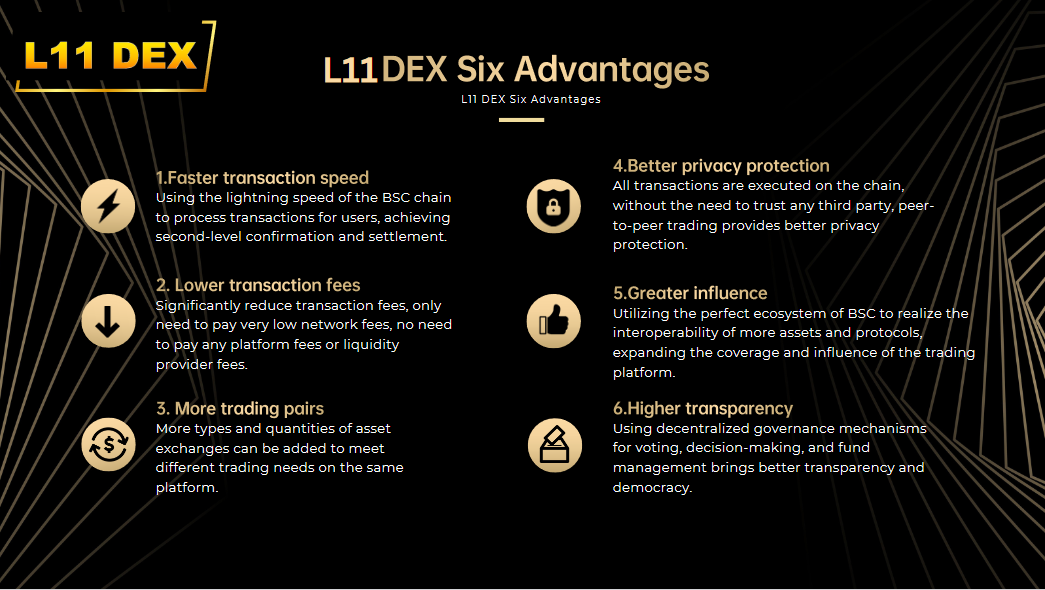 L11 DEX
L11 DEX Six Advantages
L11 DEX Six Advantages
1.Faster transaction speed
Using the lightning speed of the BSC chain
to process transactions for users, achieving
second-level confirmation and settlement.
2. Lower transaction fees
Significantly reduce transaction fees, only
need to pay very low network fees, no need
to pay any platform fees or liquidity
provider fees.
3. More trading pairs
More types and quantities of asset
exchanges can be added to meet
different trading needs on the same
platform.
4.Better privacy protection
All transactions are executed on the chain,
without the need to trust any third party, peer-
to-peer trading provides better privacy
protection.
5.Greater influence
Utilizing the perfect ecosystem of BSC to realize the
interoperability of more assets and protocols,
expanding the coverage and influence of the trading
platform.
6.Higher transparency
Using decentralized governance mechanisms
for voting, decision-making, and fund
management brings better transparency and
democracy.